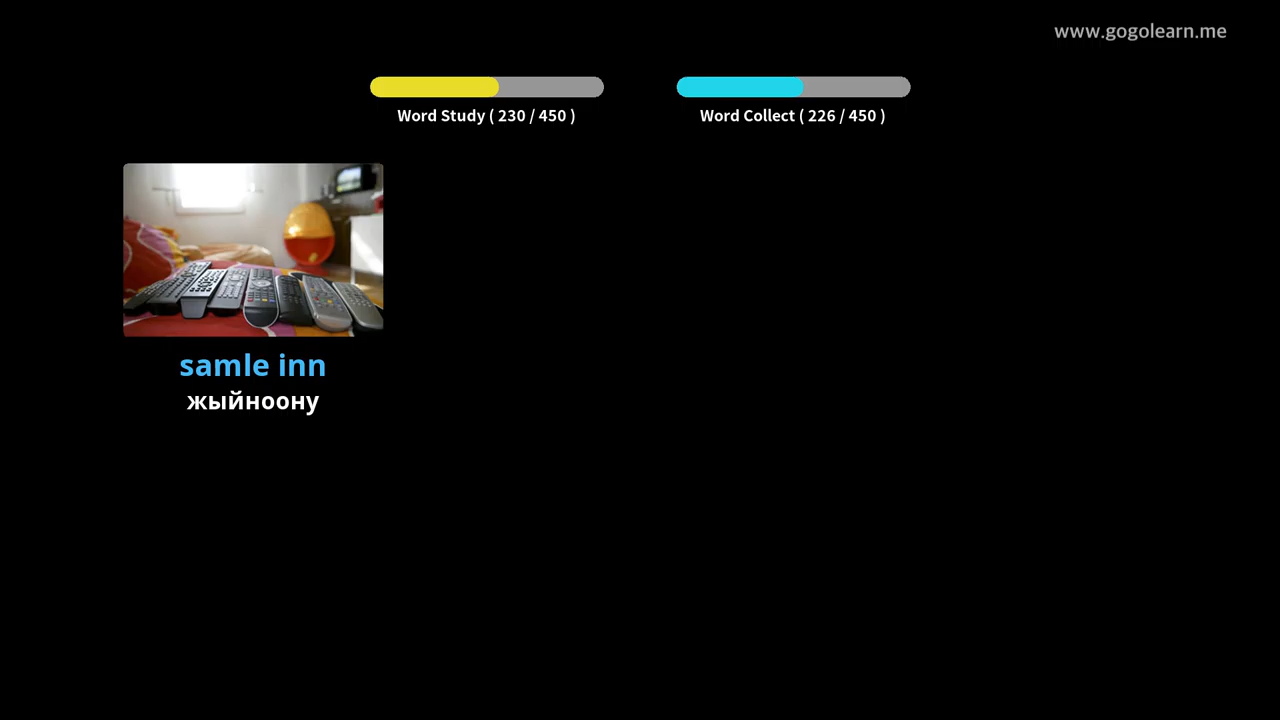 www.gogolearn.me
Word Study ( 230 / 450 )
Word Collect ( 226 / 450 )
samle inn
жыйноону